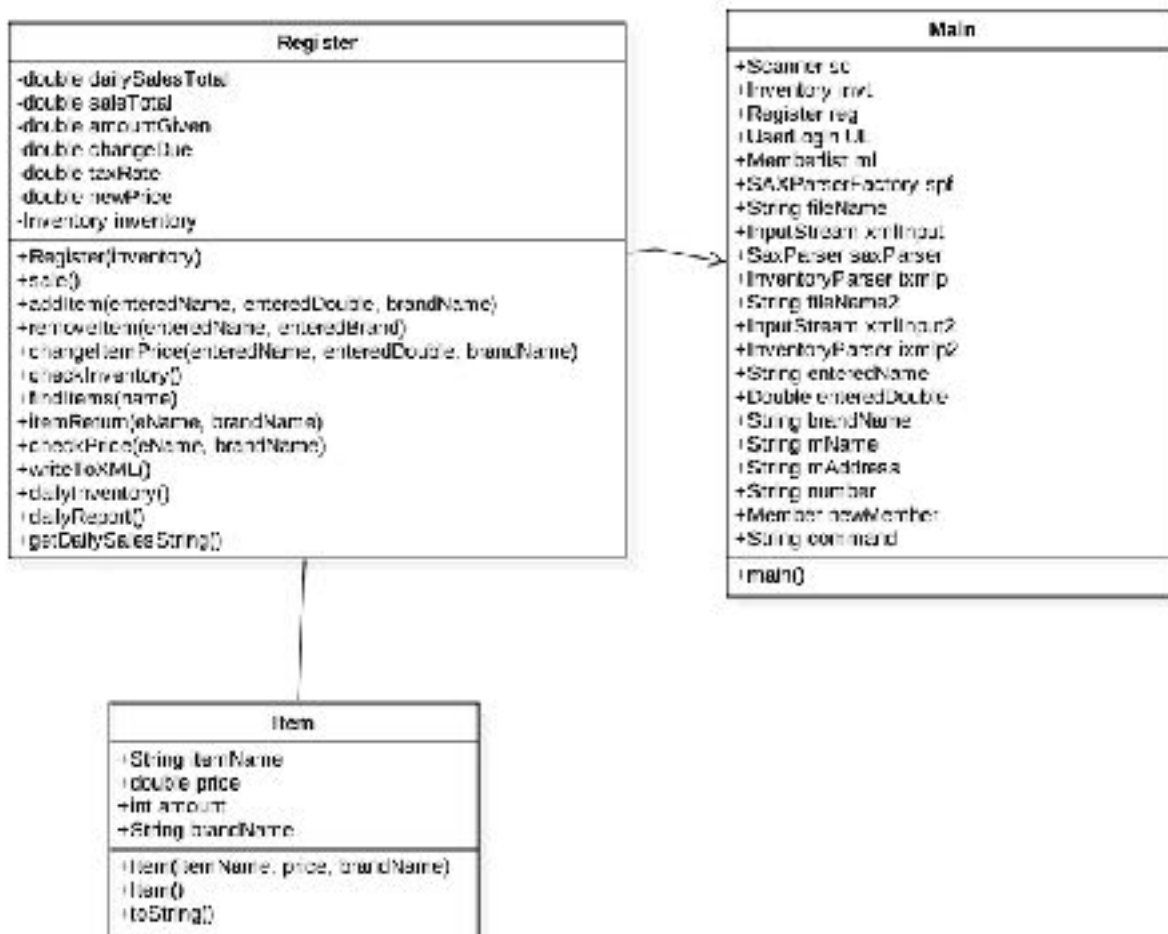 Register
-double dailySalesTotal
-double saleTotal
-double amountGiven
-double changeDue
-double taxRate
-double newPrice
-Inventory inventory
+Register(inventory)
+sale()
+addItem(enteredName, enteredDouble, brandName)
+removeItem(enteredName, enteredBrand)
+changeItemPrice(enteredName, enteredDouble, brandName)
+checkInventory()
+findItems(name)
+itemReturn(eName, brandName)
+checkPrice(eName, brandName)
+writeToXML()
+dailyInventory()
+dailyReport()
+getDailySalesString()
Main
+Scanner sc
+Inventory invt
+Register reg
+UserLogin UL
+Memberlist ml
+SAXParserFactory spf
+String fileName
+InputStream xmlInput
+SaxParser saxParser
+InventoryParser ixmlp
+String fileName2
+InputStream xmlInput2
+InventoryParser ixmlp2
+String enteredName
+Double enteredDouble
+String brandName
+String mName
+String mAddress
+String number
+Member newMember
+String command
+main()
Item
+String itemName
+double price
+int amount
+String brandName
+Item(itemName, price, brandName)
+Item()
+toString()